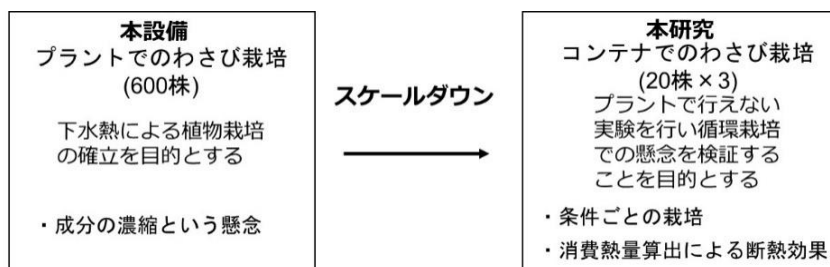 本設備
プラントでのわさび栽培
(600株)
下水熱による植物栽培
の確立を目的とする
・成分の濃縮という懸念
スケールダウン
本研究
コンテナでのわさび栽培
(20株×3)
プラントで行えない
実験を行い循環栽培
での懸念を検証する
ことを目的とする
・条件ごとの栽培
・消費熱量算出による断熱効果